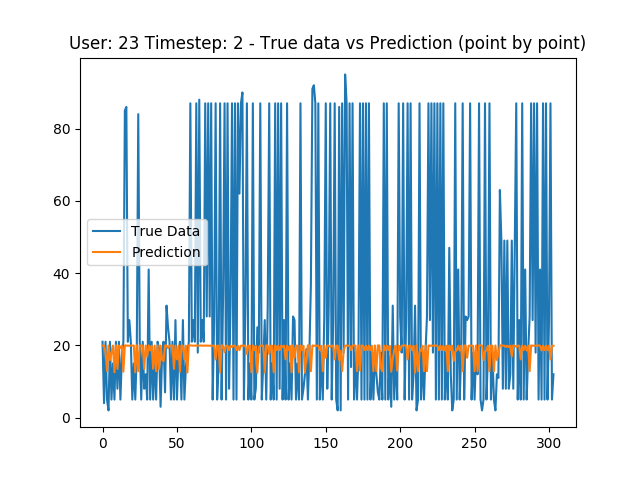 User: 23 Timestep: 2 - True data vs Prediction (point by point)
80
60
True Data
Prediction
40
20
0
0 50 100 150 200 250 300